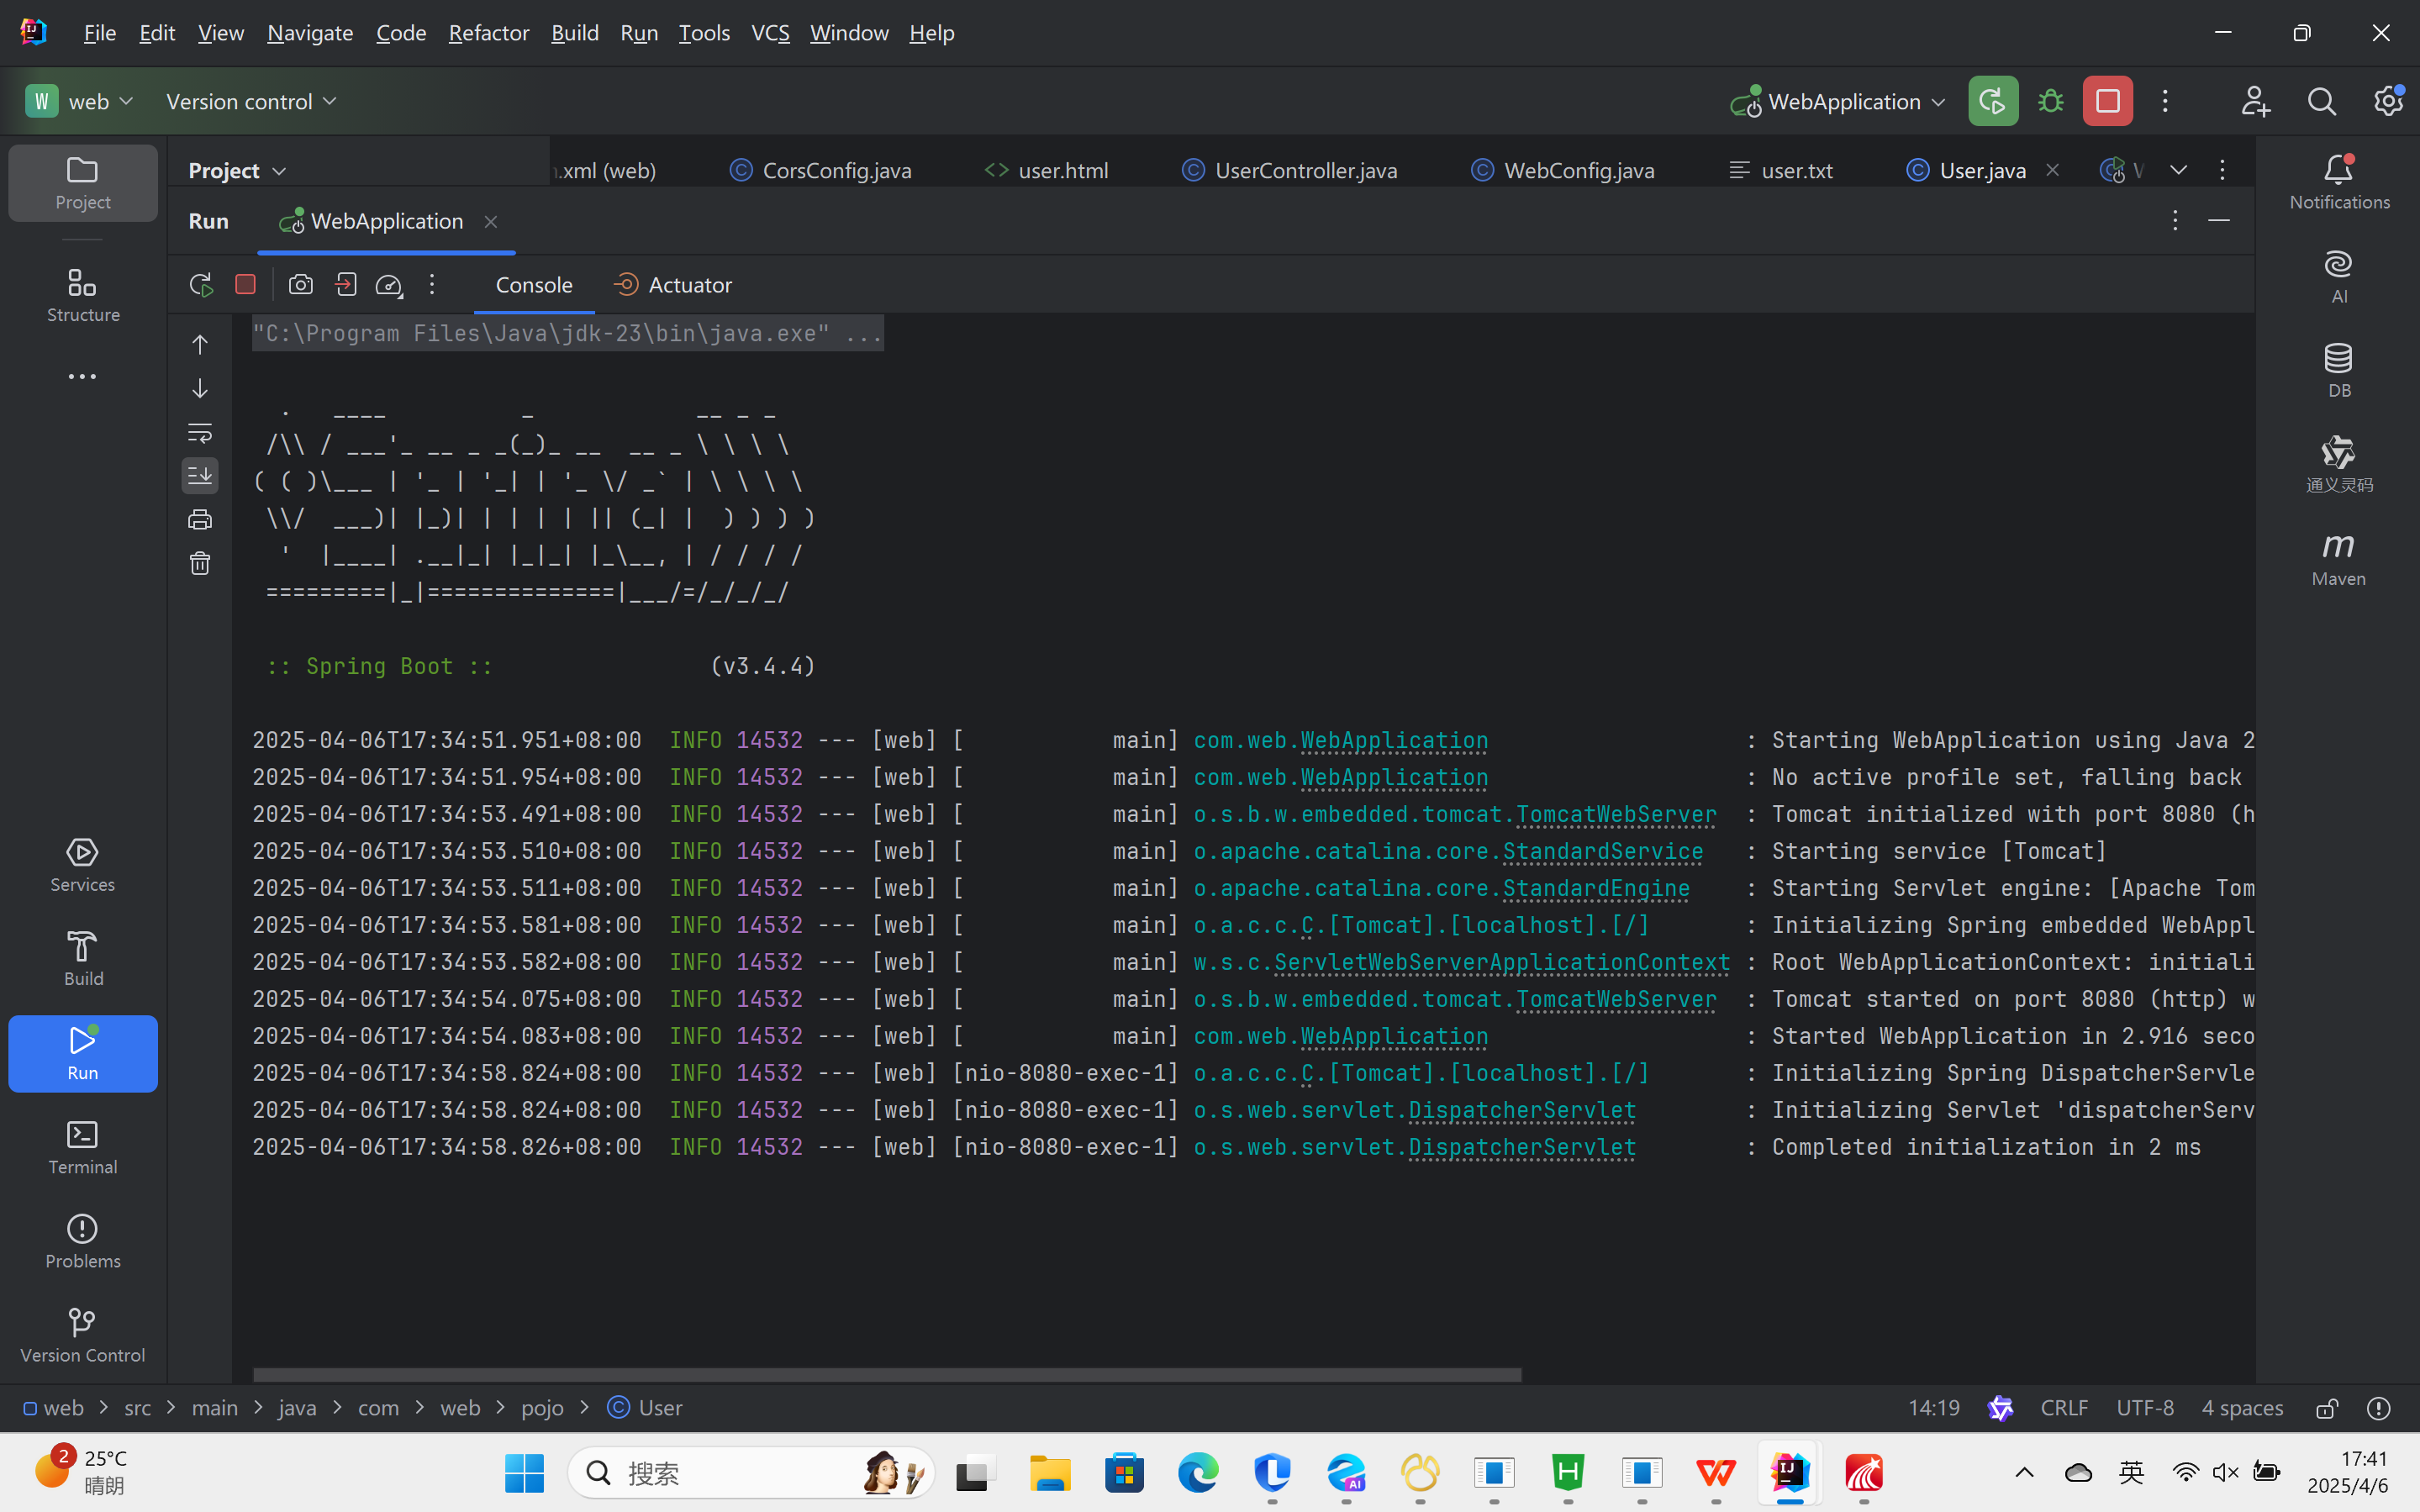 File Edit View Navigate Code Refactor Build Run Tools VCS Window Help
W web Version control WebApplication
Project .xml (web) CorsConfig.java user.html UserController.java WebConfig.java user.txt User.java
Project
Notifications
Run WebApplication
Console Actuator
Structure
AI
DB
通义灵码
Maven
"C:\Program Files\Java\jdk-23\bin\java.exe" ...
  .   ____          _            __ _ _
 /\\ / ___'_ __ _ _(_)_ __  __ _ \ \ \ \
( ( )\___ | '_ | '_| | '_ \/ _` | \ \ \ \
 \\/  ___)| |_)| | | | | || (_| |  ) ) ) )
  '  |____| .__|_| |_|_| |_\__, | / / / /
 =========|_|==============|___/=/_/_/_/
 :: Spring Boot ::                (v3.4.4)
2025-04-06T17:34:51.951+08:00  INFO 14532 --- [web] [           main] com.web.WebApplication                   : Starting WebApplication using Java 2
2025-04-06T17:34:51.954+08:00  INFO 14532 --- [web] [           main] com.web.WebApplication                   : No active profile set, falling back
2025-04-06T17:34:53.491+08:00  INFO 14532 --- [web] [           main] o.s.b.w.embedded.tomcat.TomcatWebServer  : Tomcat initialized with port 8080 (h
2025-04-06T17:34:53.510+08:00  INFO 14532 --- [web] [           main] o.apache.catalina.core.StandardService   : Starting service [Tomcat]
2025-04-06T17:34:53.511+08:00  INFO 14532 --- [web] [           main] o.apache.catalina.core.StandardEngine    : Starting Servlet engine: [Apache Tom
2025-04-06T17:34:53.581+08:00  INFO 14532 --- [web] [           main] o.a.c.c.C.[Tomcat].[localhost].[/]       : Initializing Spring embedded WebAppl
2025-04-06T17:34:53.582+08:00  INFO 14532 --- [web] [           main] w.s.c.ServletWebServerApplicationContext : Root WebApplicationContext: initiali
2025-04-06T17:34:54.075+08:00  INFO 14532 --- [web] [           main] o.s.b.w.embedded.tomcat.TomcatWebServer  : Tomcat started on port 8080 (http) w
2025-04-06T17:34:54.083+08:00  INFO 14532 --- [web] [           main] com.web.WebApplication                   : Started WebApplication in 2.916 seco
2025-04-06T17:34:58.824+08:00  INFO 14532 --- [web] [nio-8080-exec-1] o.a.c.c.C.[Tomcat].[localhost].[/]       : Initializing Spring DispatcherServle
2025-04-06T17:34:58.824+08:00  INFO 14532 --- [web] [nio-8080-exec-1] o.s.web.servlet.DispatcherServlet        : Initializing Servlet 'dispatcherServ
2025-04-06T17:34:58.826+08:00  INFO 14532 --- [web] [nio-8080-exec-1] o.s.web.servlet.DispatcherServlet        : Completed initialization in 2 ms
Services
Build
Run
Terminal
Problems
Version Control
web > src > main > java > com > web > pojo > User 14:19 CRLF UTF-8 4 spaces
2 25°C
晴朗
搜索
英
17:41
2025/4/6